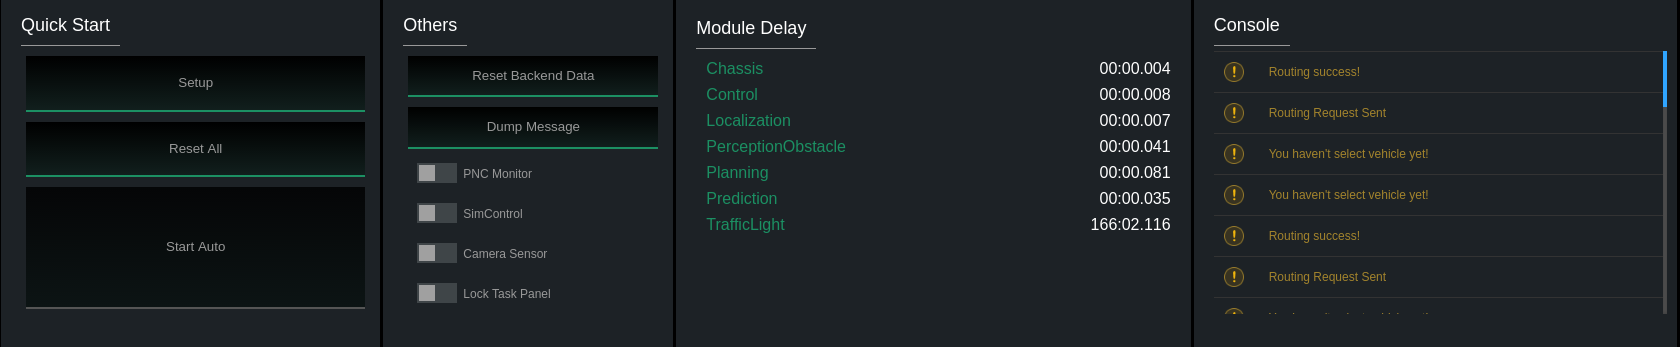 Quick Start
Setup
Reset All
Start Auto
Others
Reset Backend Data
Dump Message
PNC Monitor
SimControl
Camera Sensor
Lock Task Panel
Module Delay
Chassis 00:00.004
Control 00:00.008
Localization 00:00.007
PerceptionObstacle 00:00.041
Planning 00:00.081
Prediction 00:00.035
TrafficLight 166:02.116
Console
! Routing success!
! Routing Request Sent
! You haven't select vehicle yet!
! You haven't select vehicle yet!
! Routing success!
! Routing Request Sent